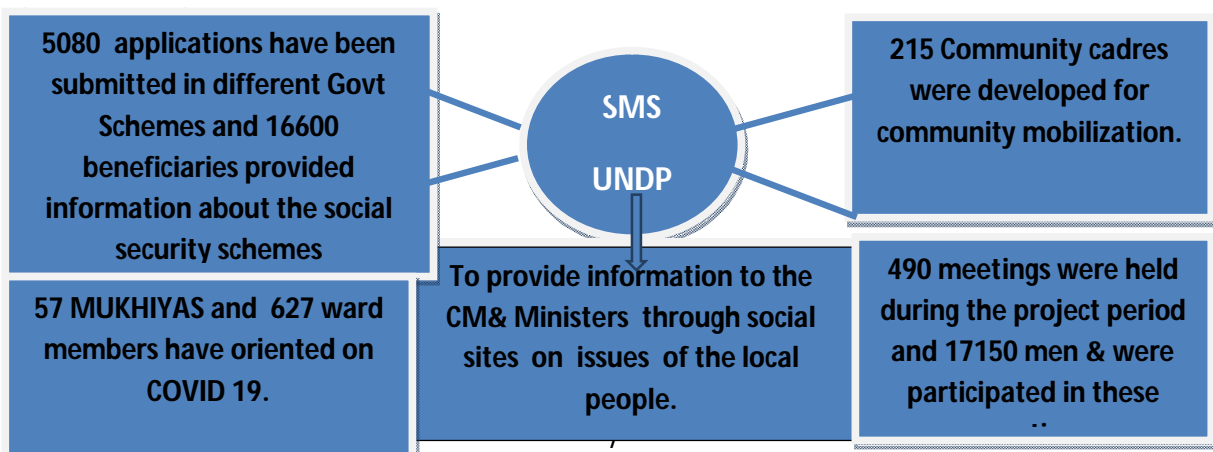 5080 applications have been
submitted in different Govt
Schemes and 16600
beneficiaries provided
information about the social
security schemes
57 MUKHIYAS and 627 ward
members have oriented on
COVID 19.
SMS
UNDP
To provide information to the
CM& Ministers through social
sites on issues of the local
people.
215 Community cadres
were developed for
community mobilization.
490 meetings were held
during the project period
and 17150 men & were
participated in these